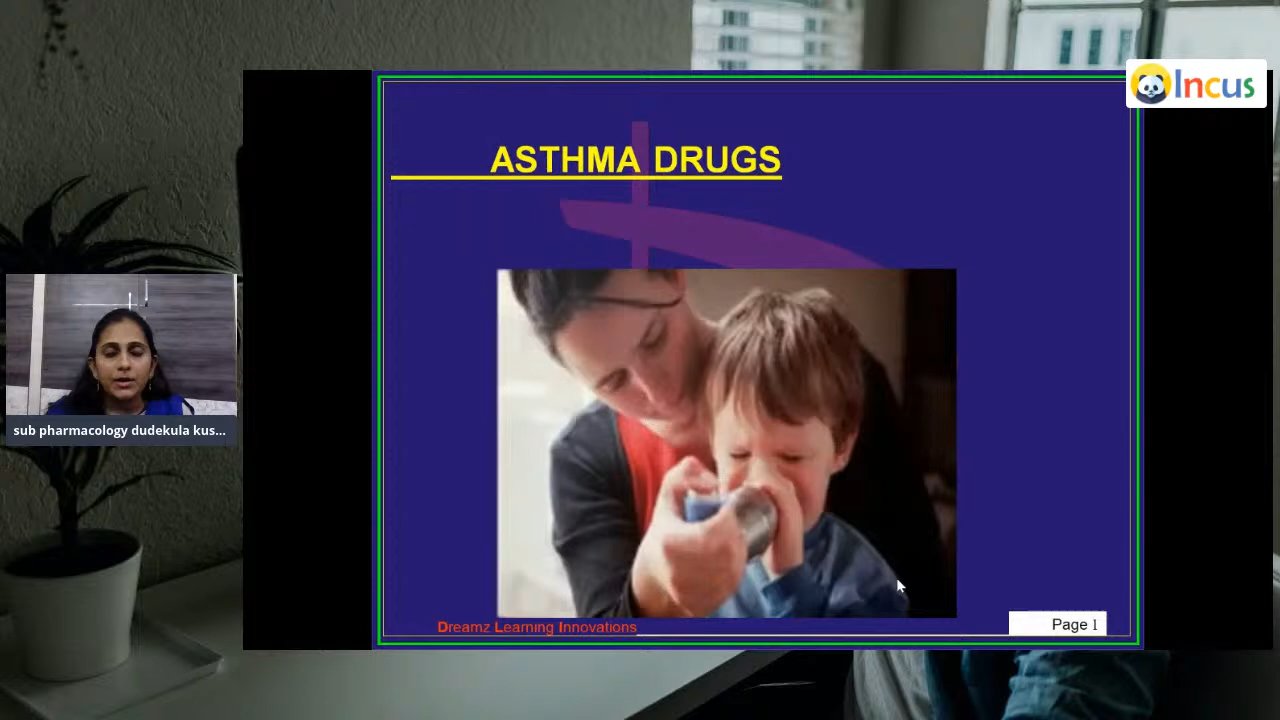 Incus
ASTHMA DRUGS
sub pharmacology dudekula kus...
Dreamz Learning Innovations
Page 1